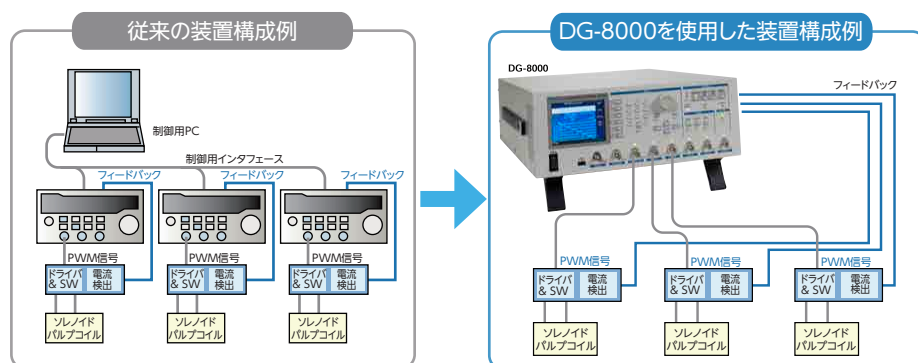 従来の装置構成例
制御用PC
制御用インタフェース
フィードバック
フィードバック
フィードバック
PWM信号
PWM信号
PWM信号
ドライバ
& SW
電流
検出
ドライバ
& SW
電流
検出
ドライバ
& SW
電流
検出
ソレノイド
バルブコイル
ソレノイド
バルブコイル
ソレノイド
バルブコイル
DG-8000を使用した装置構成例
DG-8000
フィードバック
PWM信号
PWM信号
PWM信号
ドライバ
& SW
電流
検出
ドライバ
& SW
電流
検出
ドライバ
& SW
電流
検出
ソレノイド
バルブコイル
ソレノイド
バルブコイル
ソレノイド
バルブコイル